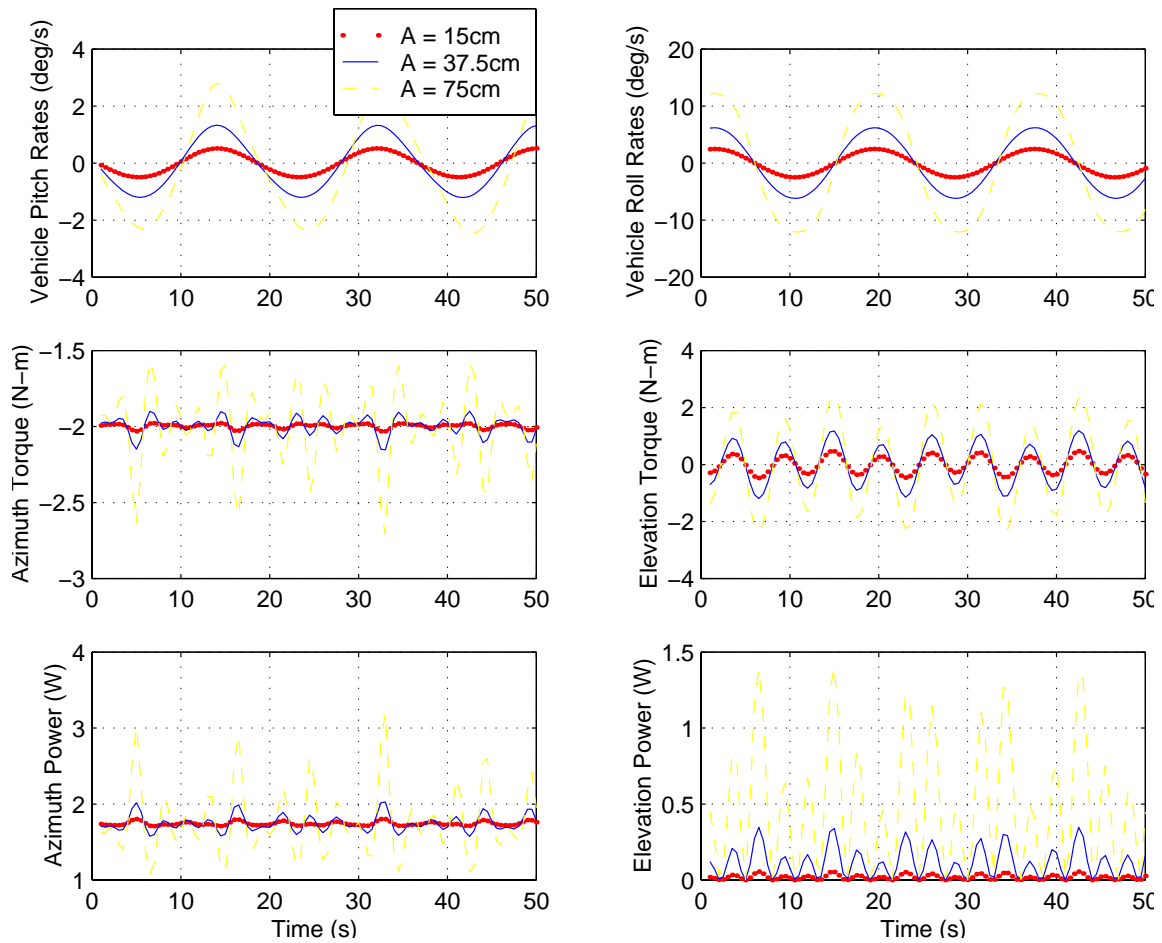 A = 15cm
A = 37.5cm
A = 75cm
Vehicle Pitch Rates (deg/s)
4
2
0
−2
−4
0 10 20 30 40 50
Vehicle Roll Rates (deg/s)
20
10
0
−10
−20
0 10 20 30 40 50
Azimuth Torque (N−m)
−1.5
−2
−2.5
−3
0 10 20 30 40 50
Elevation Torque (N−m)
4
2
0
−2
−4
0 10 20 30 40 50
Azimuth Power (W)
4
3
2
1
0 10 20 30 40 50
Time (s)
Elevation Power (W)
1.5
1
0.5
0
0 10 20 30 40 50
Time (s)